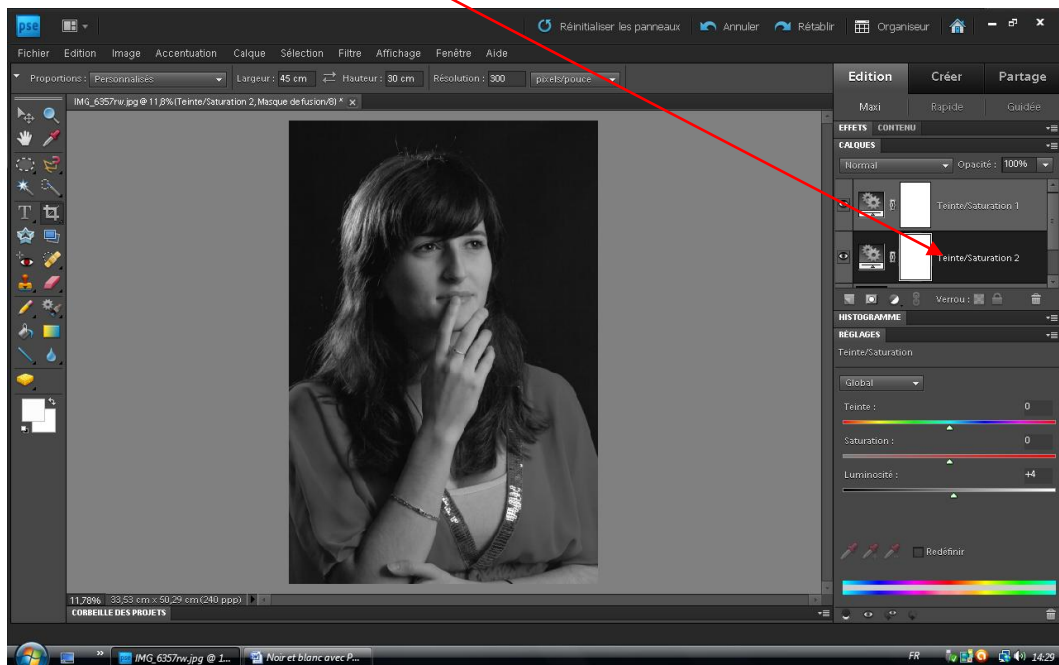 pse Réinitialiser les panneaux Annuler Rétablir Organiseur
Fichier Edition Image Accentuation Calque Sélection Filtre Affichage Fenêtre Aide
Proportions : Personnalisés Largeur : 45 cm Hauteur : 30 cm Résolution : 300 pixels/pouce
Edition Créer Partage
IMG_6357rw.jpg @ 11,8% (Teinte/Saturation 2, Masque de fusion/8) * x
Maxi Rapide Guidée
EFFETS CONTENU
CALQUES
Normal Opacité : 100%
Teinte/Saturation 1
Teinte/Saturation 2
Verrou :
HISTOGRAMME
RÉGLAGES
Teinte/Saturation
Global
Teinte : 0
Saturation : 0
Luminosité : +4
Redéfinir
11,78% 33,53 cm x 50,29 cm (240 ppp)
CORBEILLE DES PROJETS
pse IMG_6357rw.jpg @ 1... Noir et blanc avec P... FR 14:29